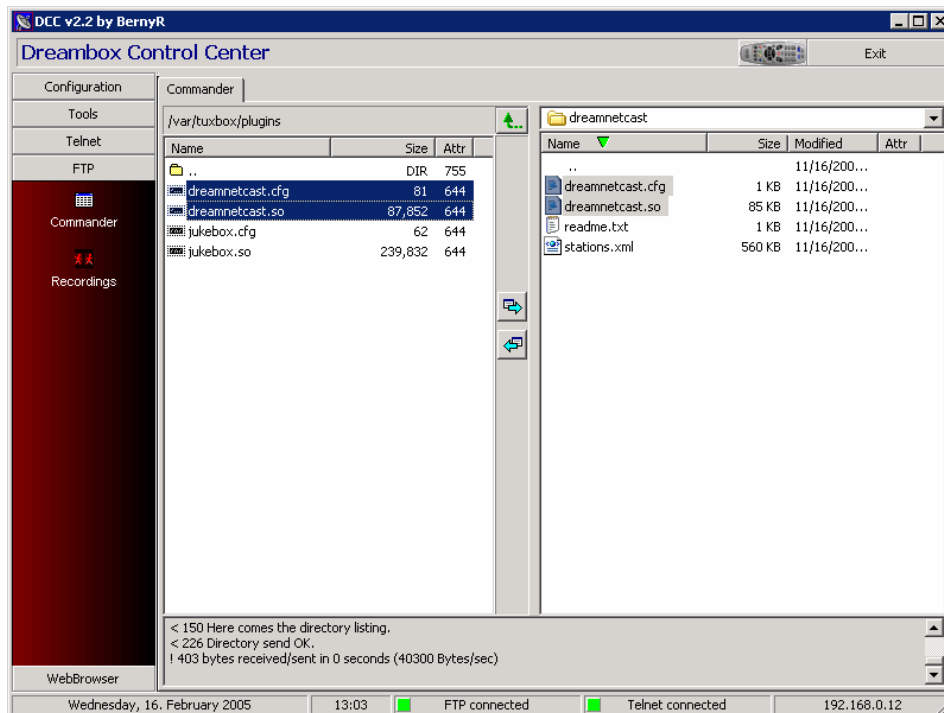 DCC v2.2 by BernyR
Dreambox Control Center
Exit
Configuration
Tools
Telnet
FTP
Commander
Recordings
WebBrowser
Commander
/var/tuxbox/plugins
Name Size Attr
.. DIR 755
dreamnetcast.cfg 81 644
dreamnetcast.so 87,852 644
jukebox.cfg 62 644
jukebox.so 239,832 644
dreamnetcast
Name Size Modified Attr
.. 11/16/200...
dreamnetcast.cfg 1 KB 11/16/200...
dreamnetcast.so 85 KB 11/16/200...
readme.txt 1 KB 11/16/200...
stations.xml 560 KB 11/16/200...
< 150 Here comes the directory listing.
< 226 Directory send OK.
! 403 bytes received/sent in 0 seconds (40300 Bytes/sec)
Wednesday, 16. February 2005 13:03 FTP connected Telnet connected 192.168.0.12